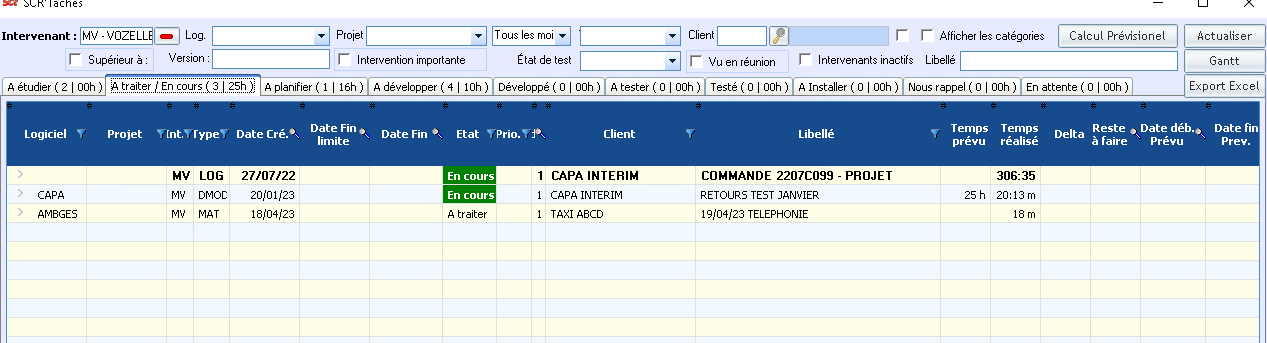 SCR'Taches
Intervenant : MV - VOZELLE Log. Projet Tous les moi Client Afficher les catégories Calcul Prévisionel Actualiser
Supérieur à : Version : Intervention importante État de test Vu en réunion Intervenants inactifs Libellé Gantt
A étudier ( 2 | 00h ) A traiter / En cours ( 3 | 25h ) A planifier ( 1 | 16h ) A développer ( 4 | 10h ) Développé ( 0 | 00h ) A tester ( 0 | 00h ) Testé ( 0 | 00h ) A Installer ( 0 | 00h ) Nous rappel ( 0 | 00h ) En attente ( 0 | 00h ) Export Excel
Logiciel Projet Int. Type Date Cré. Date Fin limite Date Fin Etat Prio. Client Libellé Temps prévu Temps réalisé Delta Reste à faire Date déb. Prévu Date fin Prev.
MV LOG 27/07/22 En cours 1 CAPA INTERIM COMMANDE 2207C099 - PROJET 306:35
CAPA MV DMOD 20/01/23 En cours 1 CAPA INTERIM RETOURS TEST JANVIER 25 h 20:13 m
AMBGES MV MAT 18/04/23 A traiter 1 TAXI ABCD 19/04/23 TELEPHONIE 18 m